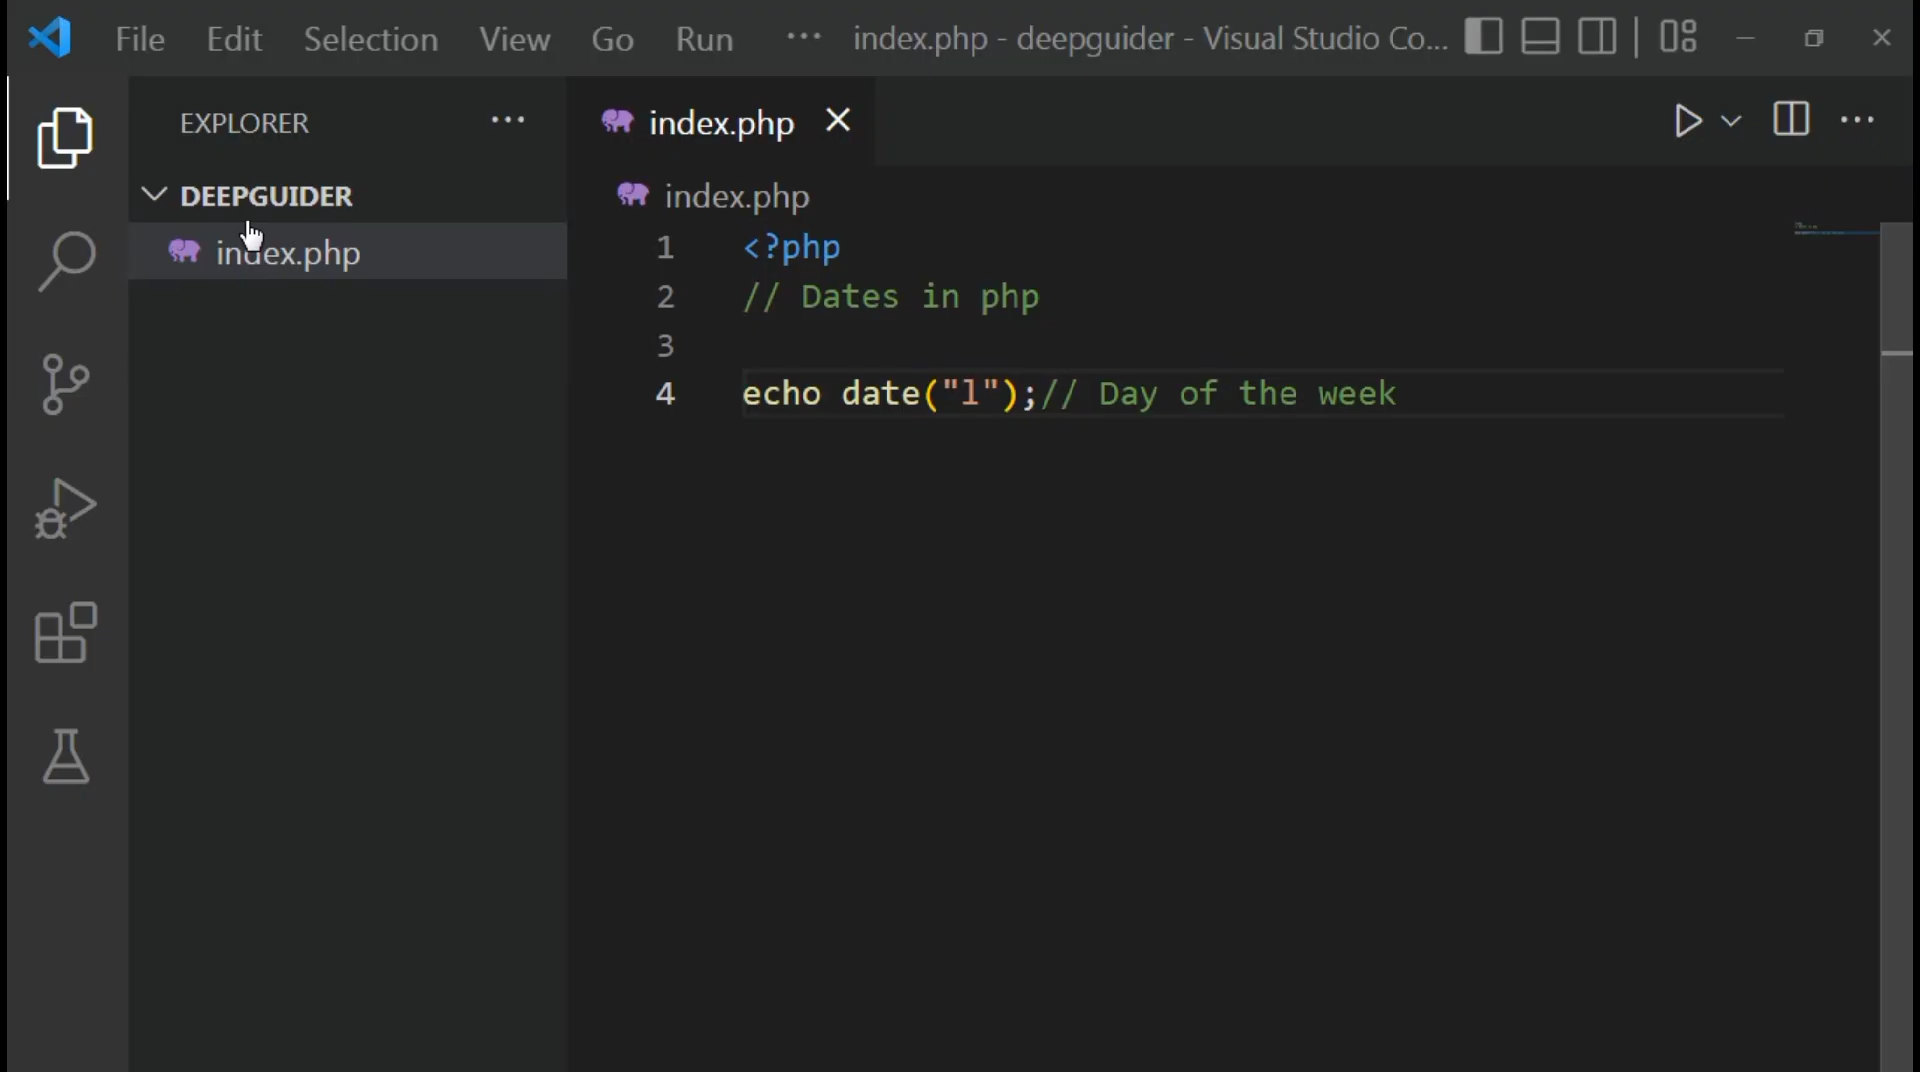 File Edit Selection View Go Run ··· index.php - deepguider - Visual Studio Co...
EXPLORER ···
index.php
DEEPGUIDER
index.php
index.php
1 <?php
2 // Dates in php
3
4 echo date("l");// Day of the week